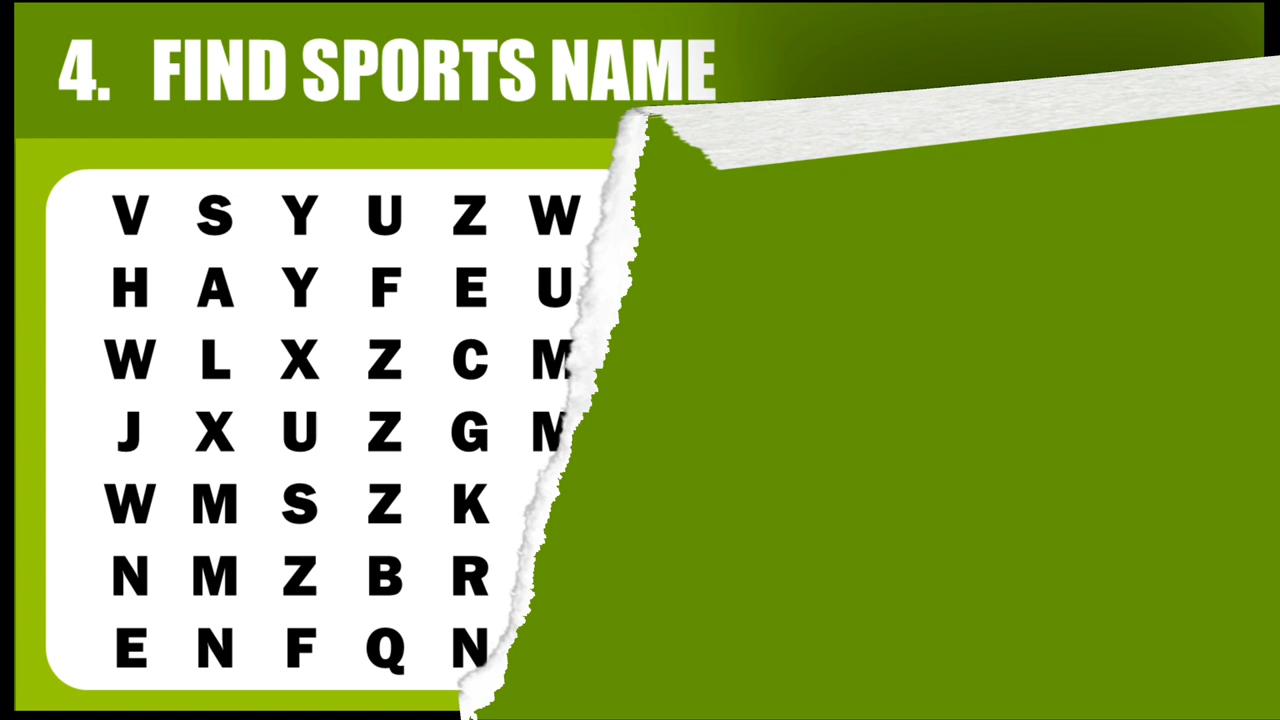 4. FIND SPORTS NAME
V S Y U Z W
H A Y F E U
W L X Z C M
J X U Z G M
W M S Z K
N M Z B R
E N F Q N